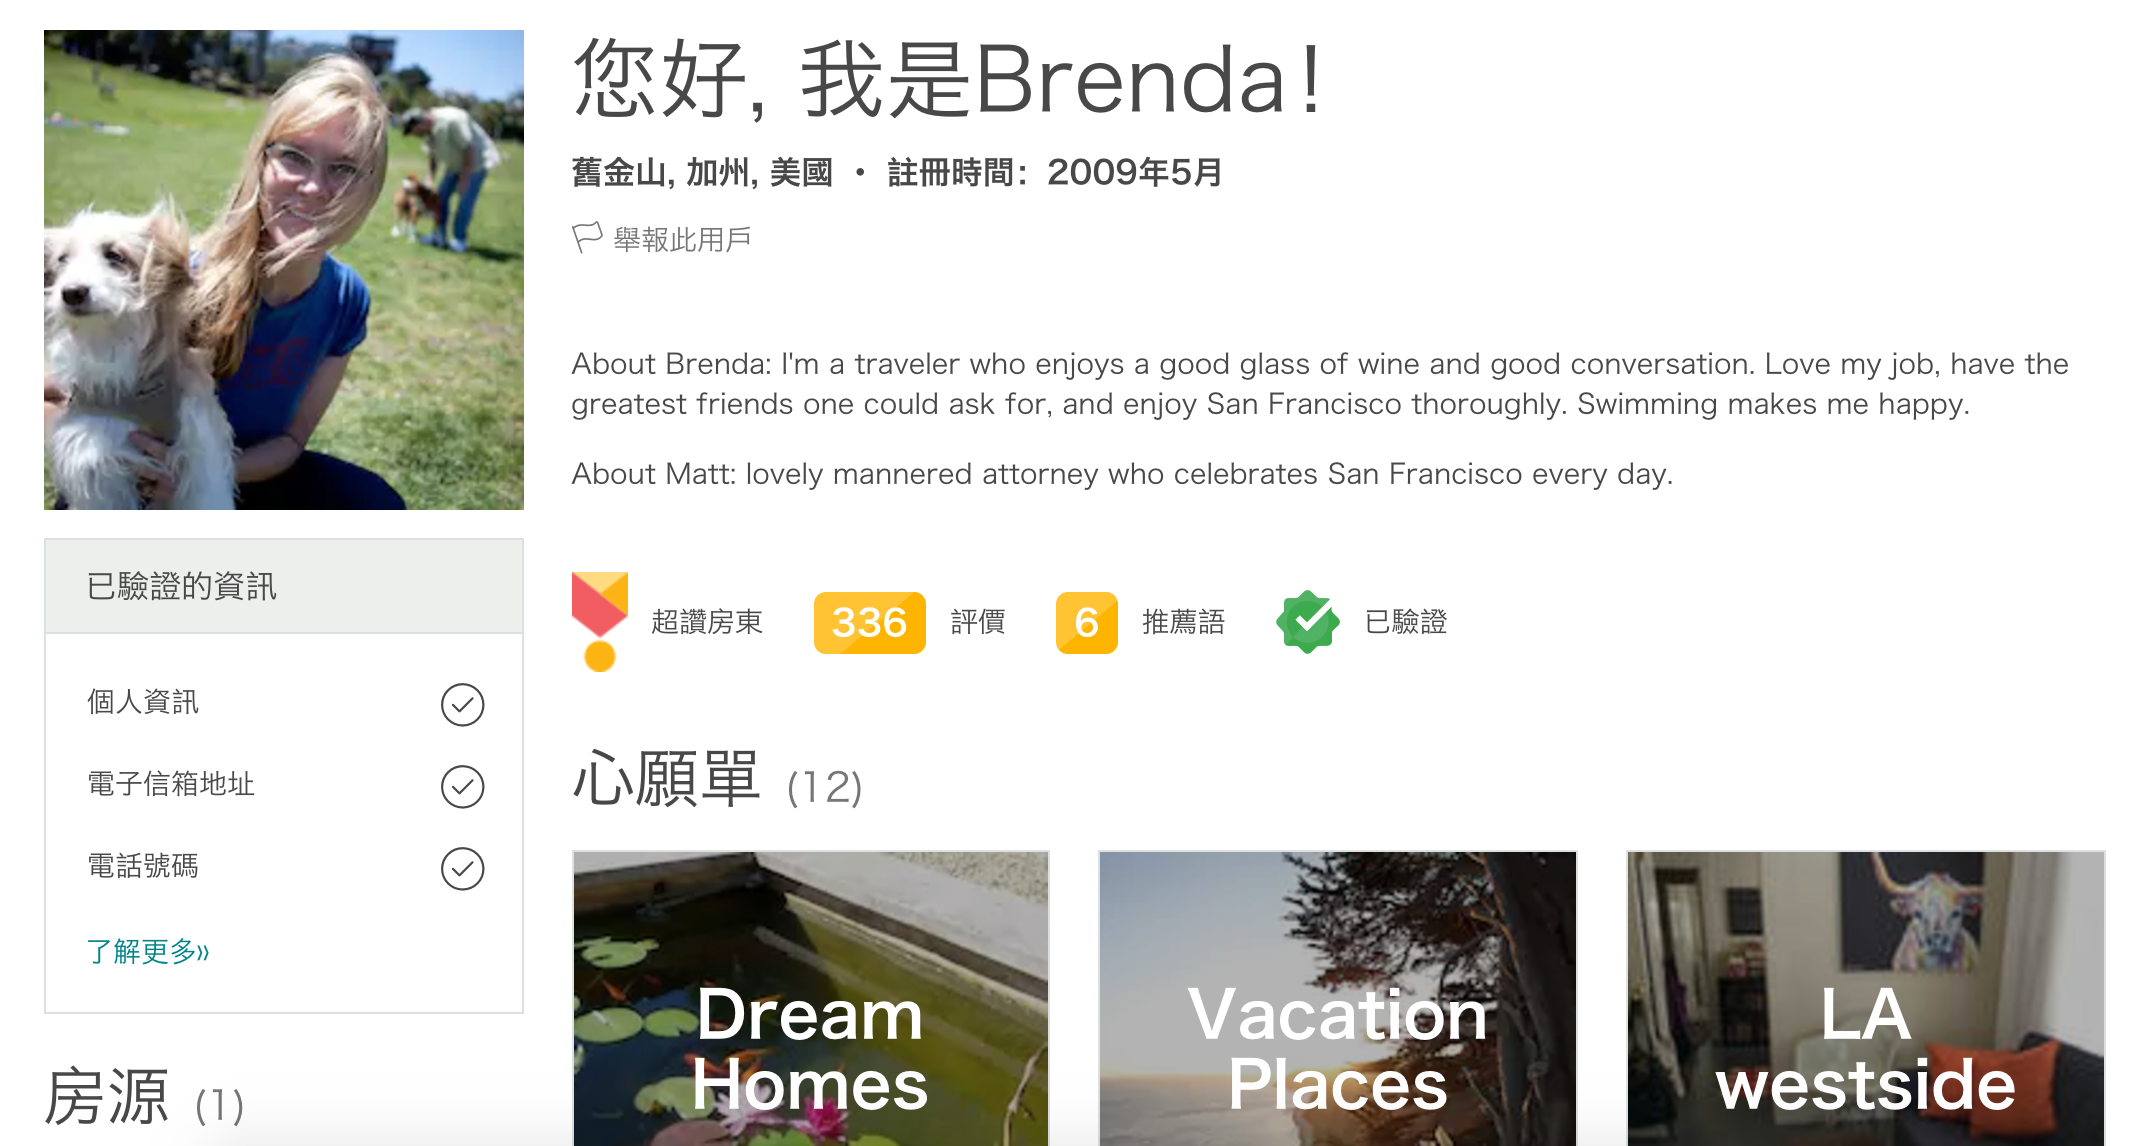 您好, 我是Brenda!
舊金山, 加州, 美國 · 註冊時間：2009年5月
舉報此用戶
About Brenda: I'm a traveler who enjoys a good glass of wine and good conversation. Love my job, have the
greatest friends one could ask for, and enjoy San Francisco thoroughly. Swimming makes me happy.
About Matt: lovely mannered attorney who celebrates San Francisco every day.
超讚房東
336 評價
6 推薦語
已驗證
已驗證的資訊
個人資訊
電子信箱地址
電話號碼
了解更多»
房源 (1)
心願單 (12)
Dream
Homes
Vacation
Places
LA
westside